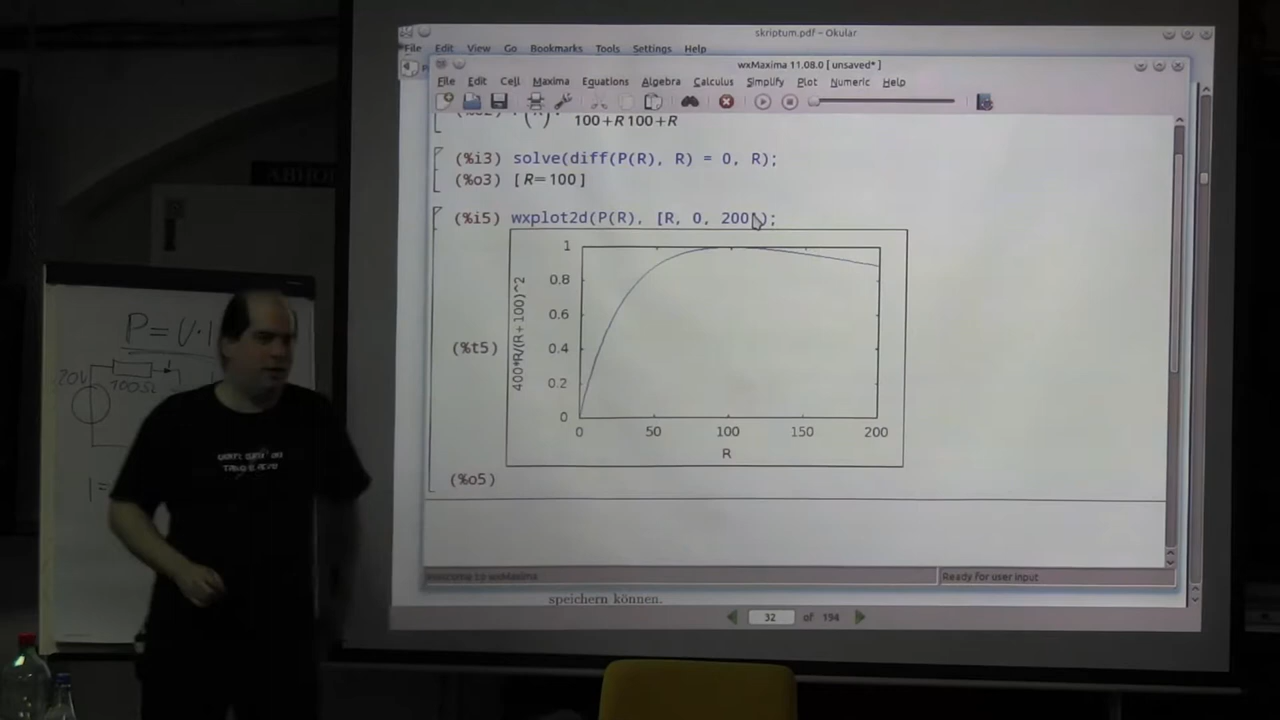 skriptum.pdf – Okular
File Edit View Go Bookmarks Tools Settings Help
wxMaxima 11.08.0 [ unsaved* ]
File Edit Cell Maxima Equations Algebra Calculus Simplify Plot Numeric Help
100+R 100+R
(%i3) solve(diff(P(R), R) = 0, R);
(%o3) [ R=100 ]
(%i5) wxplot2d(P(R), [R, 0, 200]);
(%t5)
400*R/(R+100)^2
1
0.8
0.6
0.4
0.2
0
0 50 100 150 200
R
(%o5)
Welcome to wxMaxima
Ready for user input
speichern können.
32 of 194
P=U·I
20V
100Ω
I=